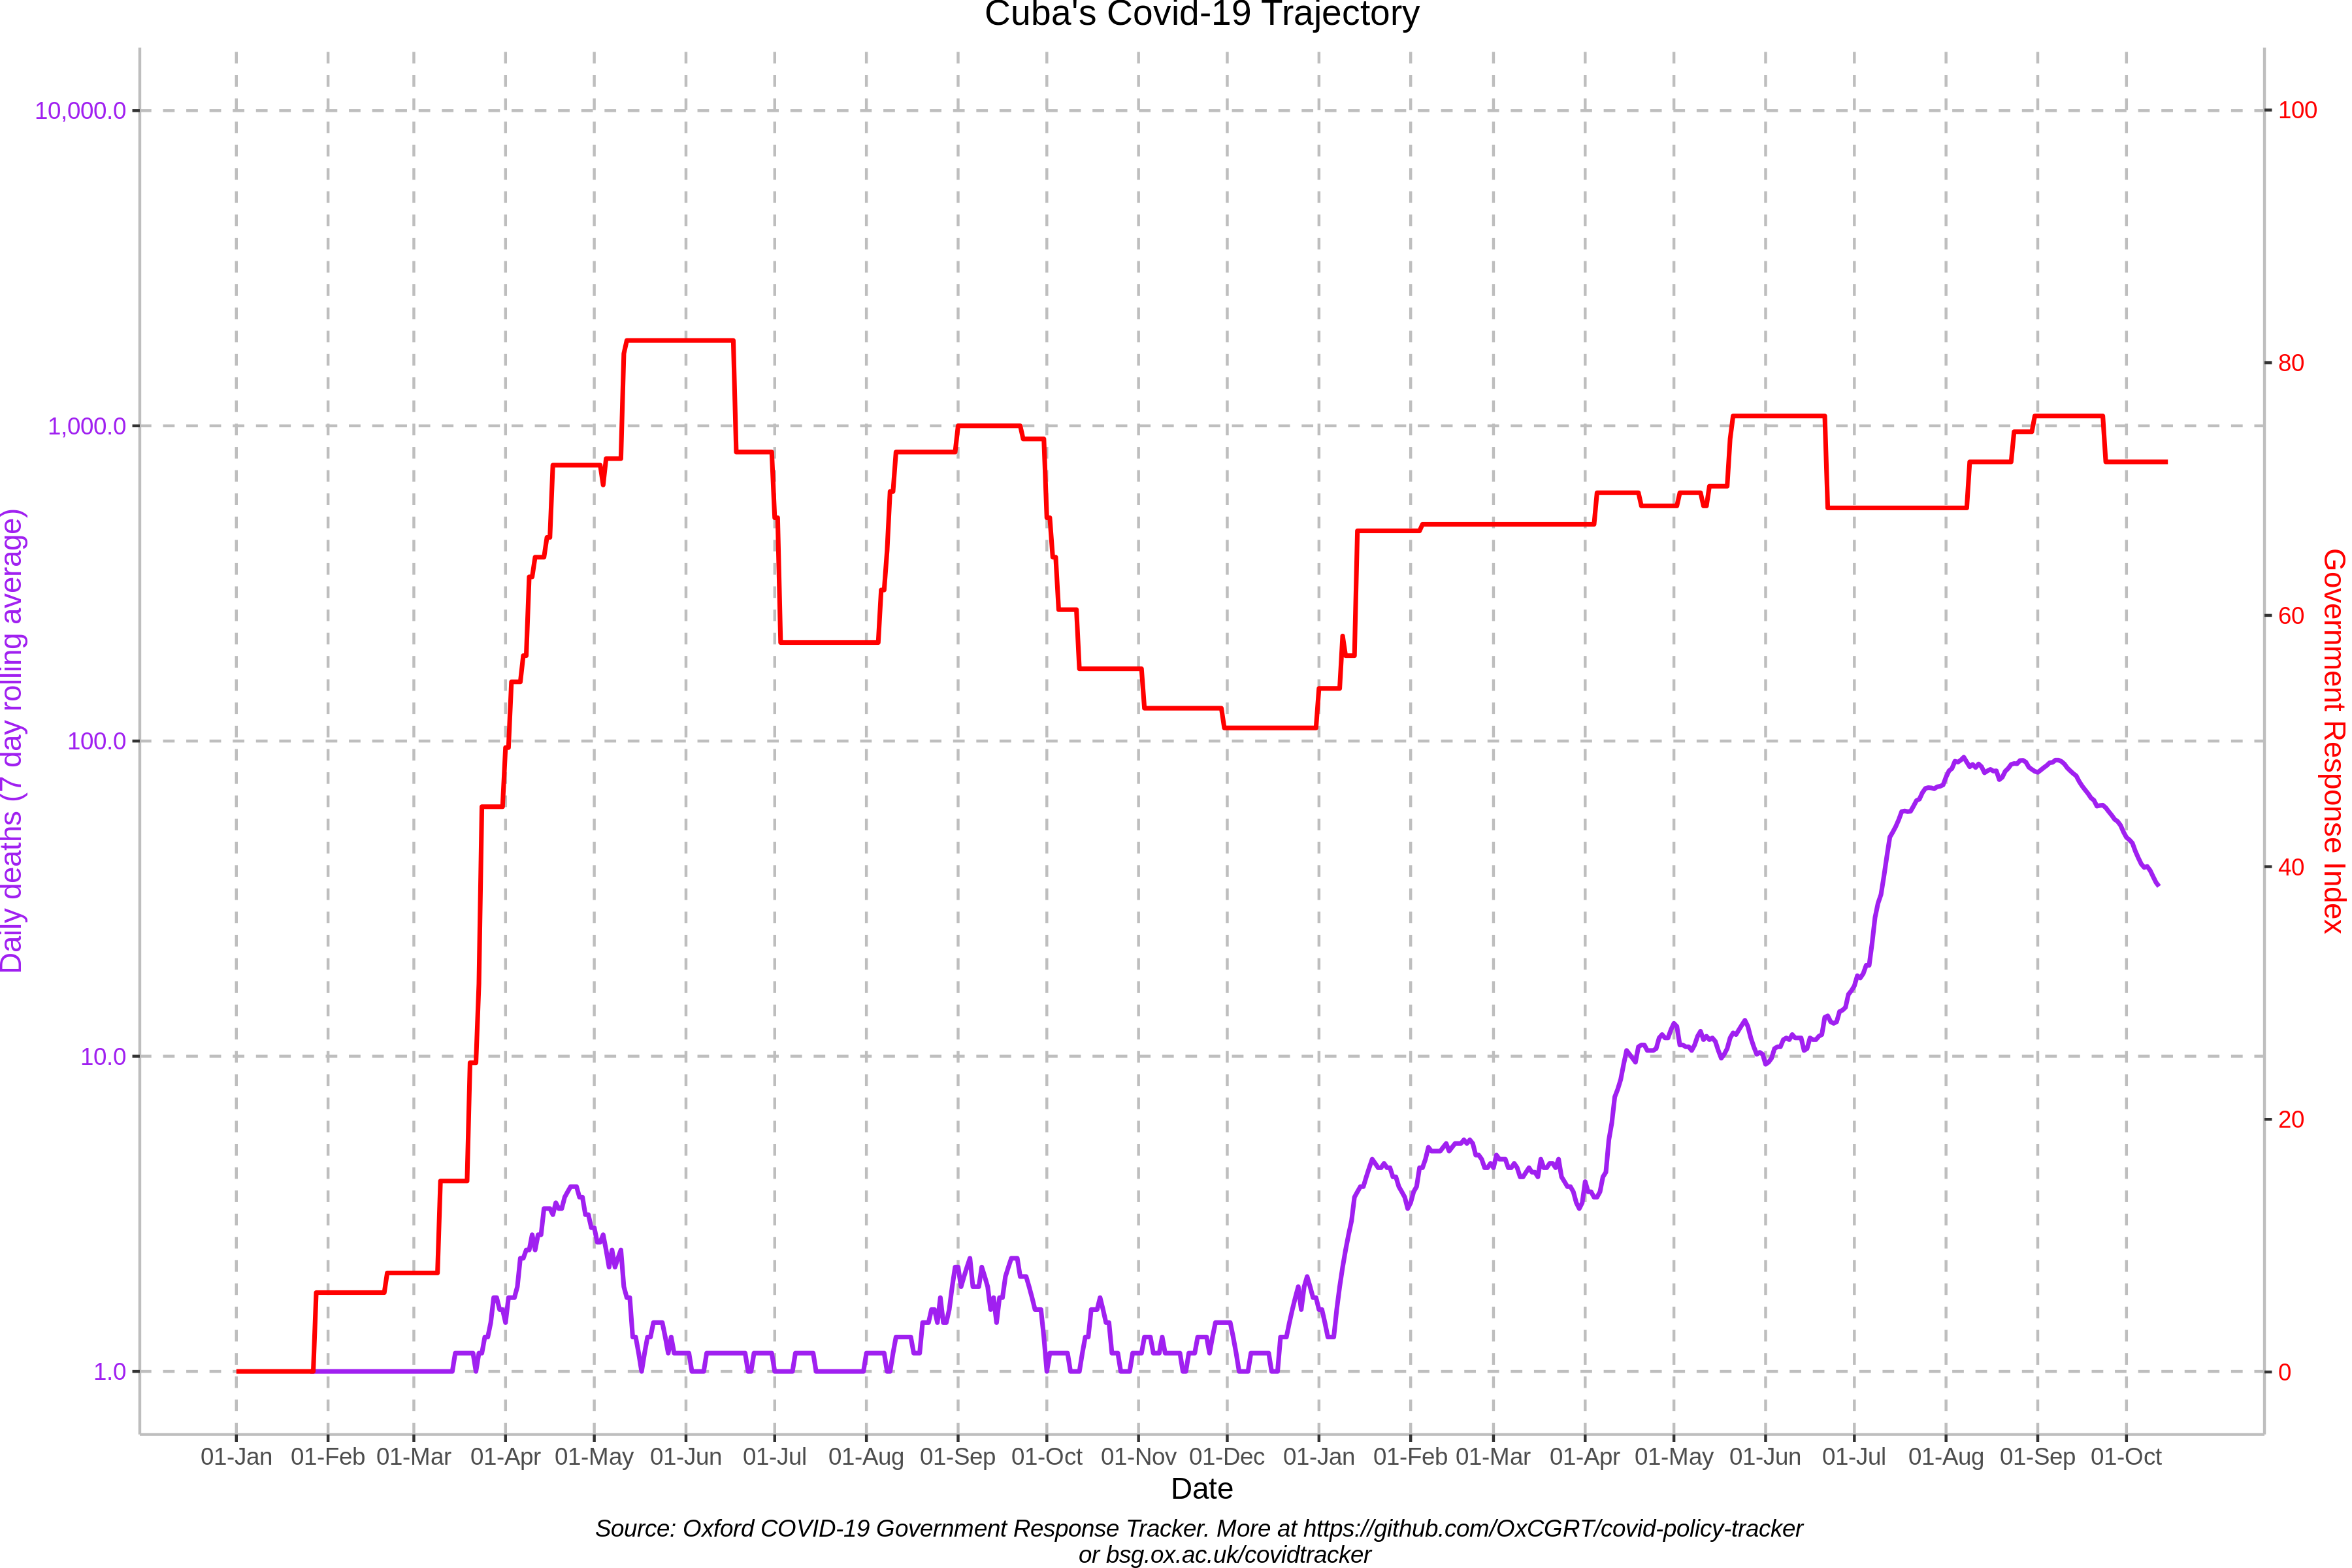 Cuba's Covid-19 Trajectory
10,000.0
1,000.0
100.0
10.0
1.0
Daily deaths (7 day rolling average)
100
80
60
40
20
0
Government Response Index
01-Jan 01-Feb 01-Mar 01-Apr 01-May 01-Jun 01-Jul 01-Aug 01-Sep 01-Oct 01-Nov 01-Dec 01-Jan 01-Feb 01-Mar 01-Apr 01-May 01-Jun 01-Jul 01-Aug 01-Sep 01-Oct
Date
Source: Oxford COVID-19 Government Response Tracker. More at https://github.com/OxCGRT/covid-policy-tracker
or bsg.ox.ac.uk/covidtracker